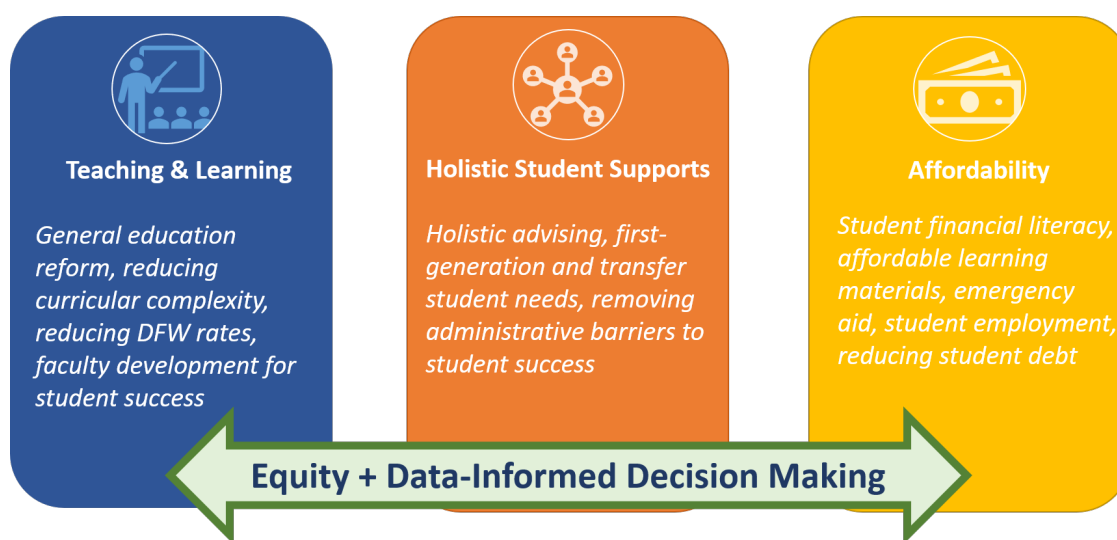 Teaching & Learning
General education
reform, reducing
curricular complexity,
reducing DFW rates,
faculty development for
student success
Holistic Student Supports
Holistic advising, first-
generation and transfer
student needs, removing
administrative barriers to
student success
Affordability
Student financial literacy,
affordable learning
materials, emergency
aid, student employment,
reducing student debt
Equity + Data-Informed Decision Making